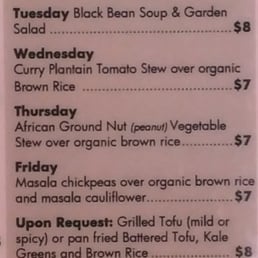 Tuesday Black Bean Soup & Garden
Salad ........................................ $8
Wednesday
Curry Plantain Tomato Stew over organic
Brown Rice ................................ $7
Thursday
African Ground Nut (peanut) Vegetable
Stew over organic brown rice........... $7
Friday
Masala chickpeas over organic brown rice
and masala cauliflower................. $7
Upon Request: Grilled Tofu (mild or
spicy) or pan fried Battered Tofu, Kale
Greens and Brown Rice ................ $8